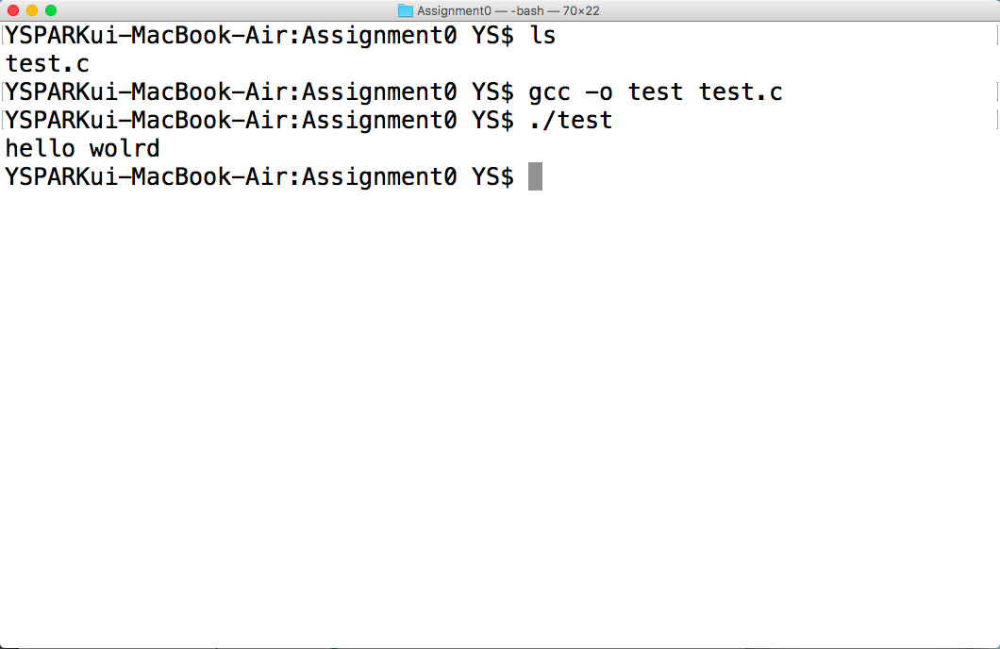 Assignment0 — -bash — 70×22
YSPARKui-MacBook-Air:Assignment0 YS$ ls
test.c
YSPARKui-MacBook-Air:Assignment0 YS$ gcc -o test test.c
YSPARKui-MacBook-Air:Assignment0 YS$ ./test
hello wolrd
YSPARKui-MacBook-Air:Assignment0 YS$